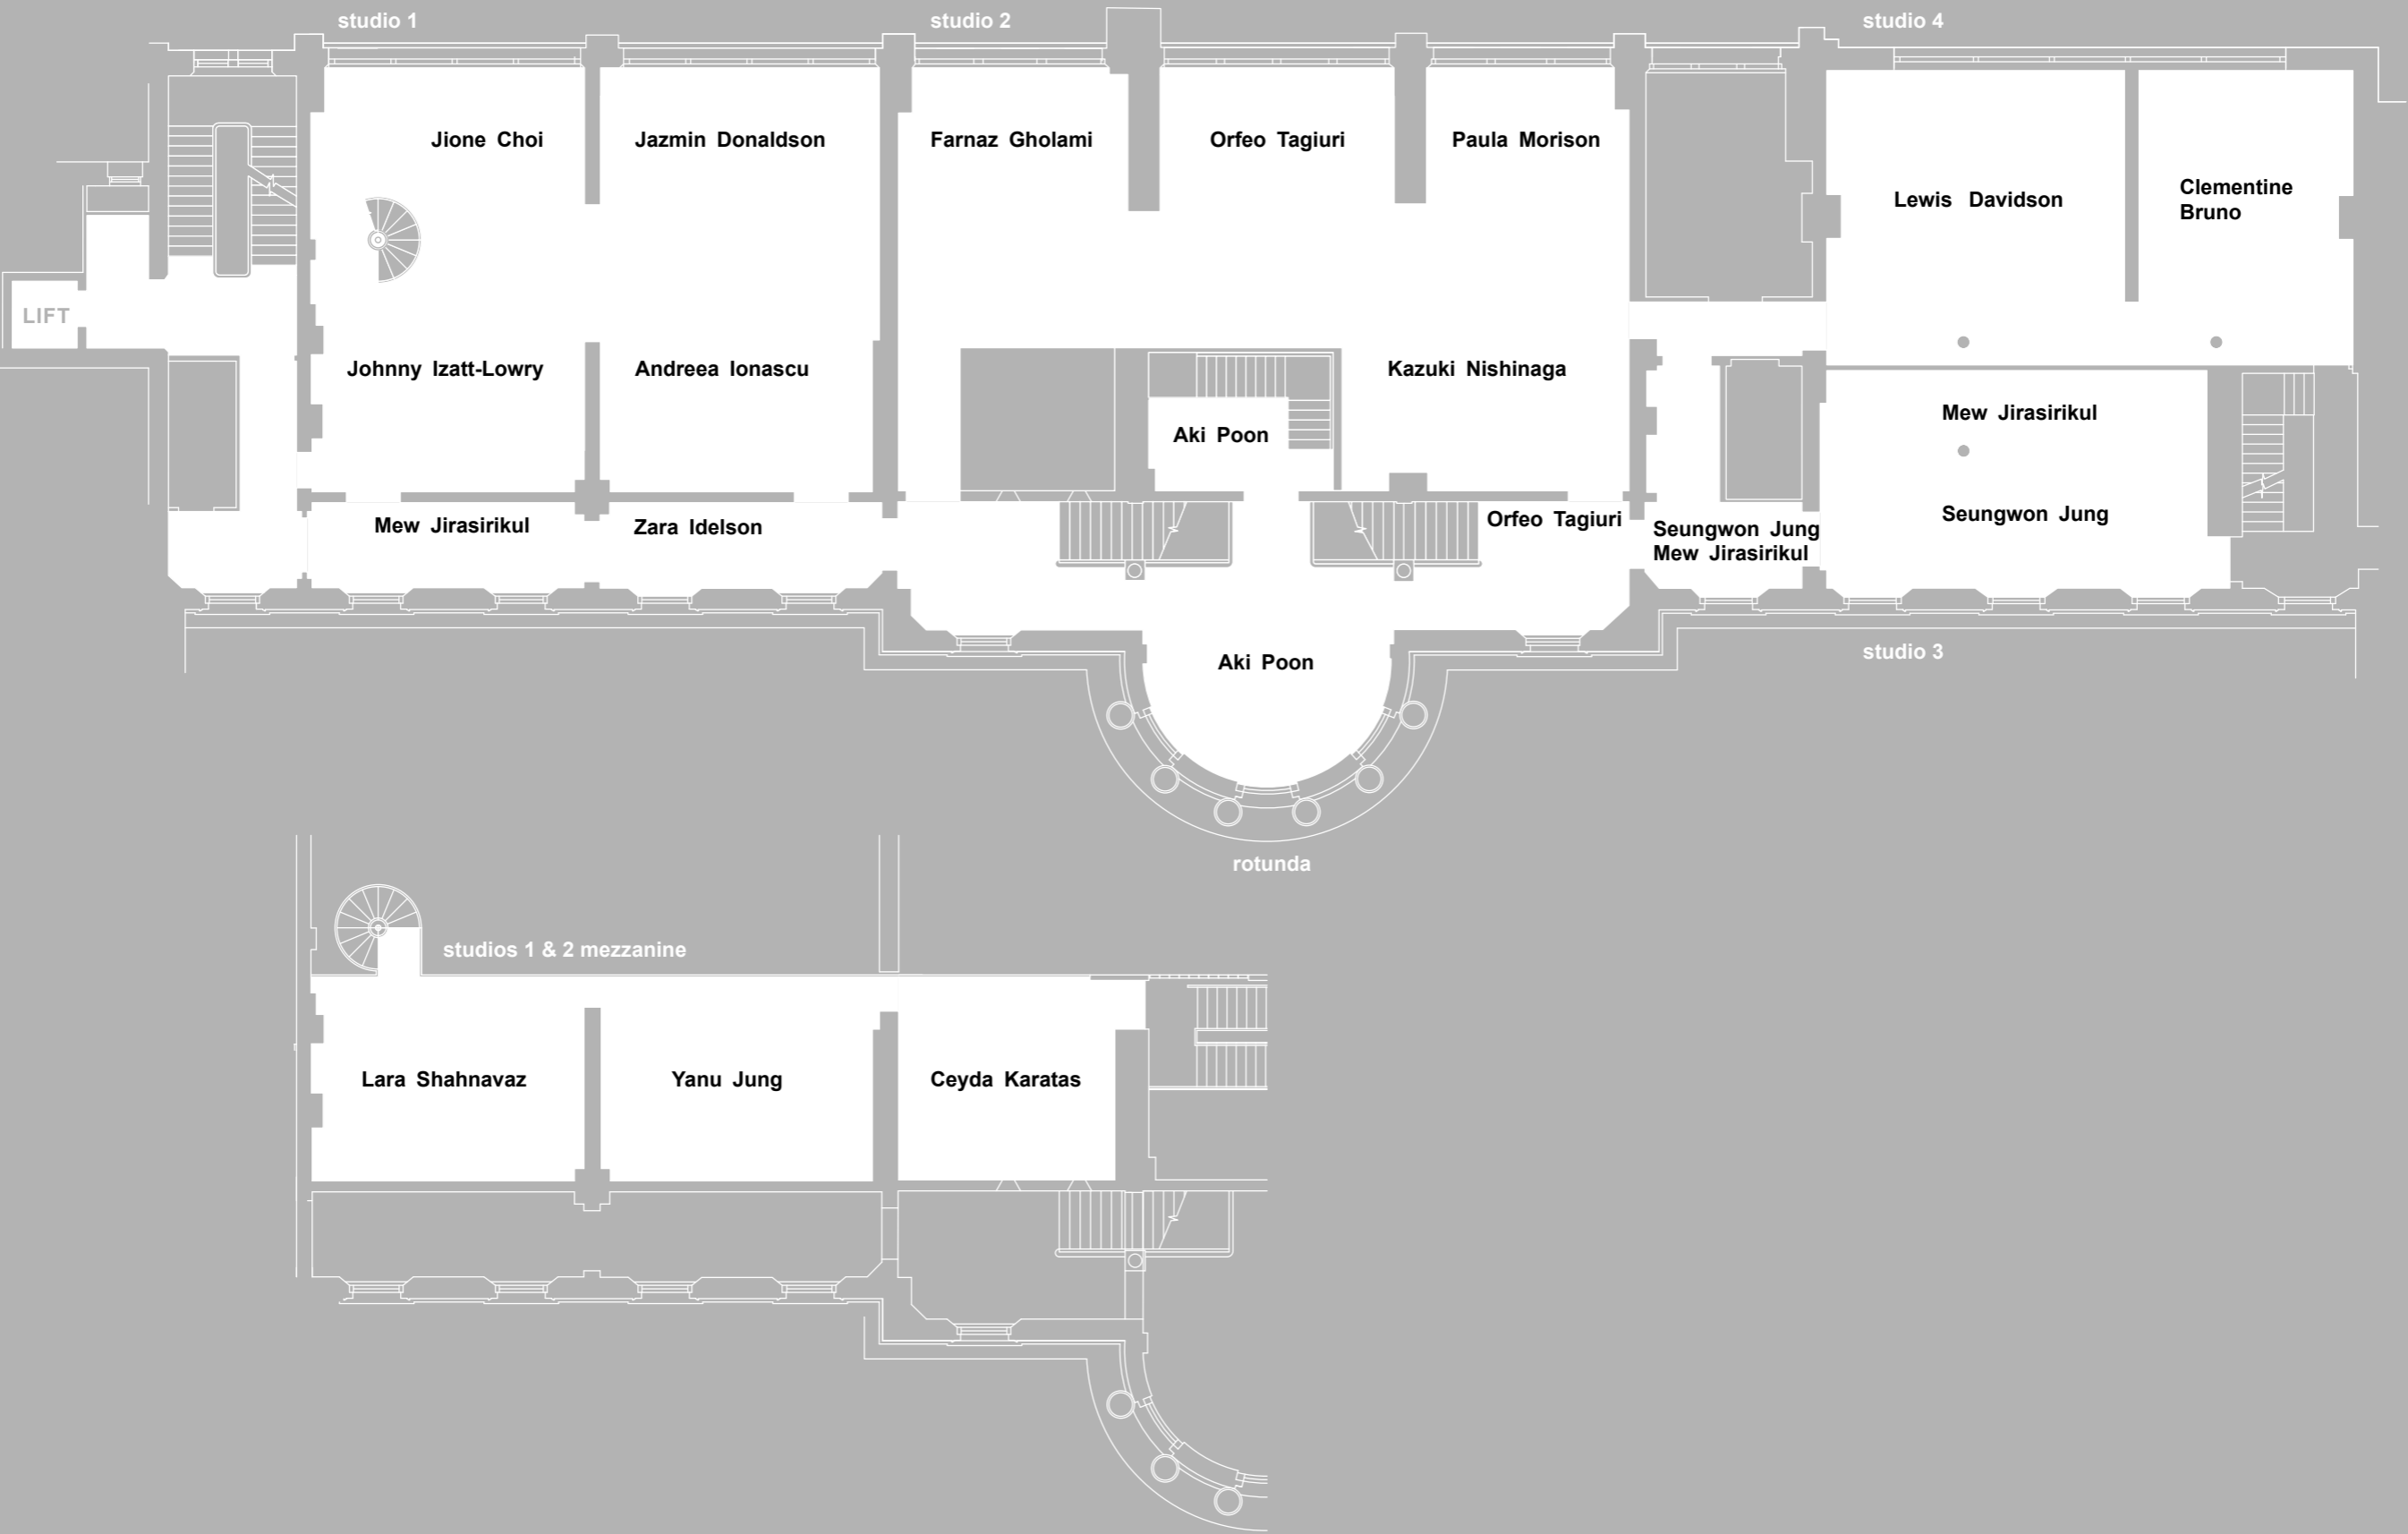 studio 1
studio 2
studio 4
Jione Choi
Jazmin Donaldson
Farnaz Gholami
Orfeo Tagiuri
Paula Morison
Lewis Davidson
Clementine
Bruno
LIFT
Johnny Izatt-Lowry
Andreea Ionascu
Kazuki Nishinaga
Aki Poon
Mew Jirasirikul
Seungwon Jung
Mew Jirasirikul
Zara Idelson
Orfeo Tagiuri
Seungwon Jung
Mew Jirasirikul
Aki Poon
studio 3
rotunda
studios 1 & 2 mezzanine
Lara Shahnavaz
Yanu Jung
Ceyda Karatas